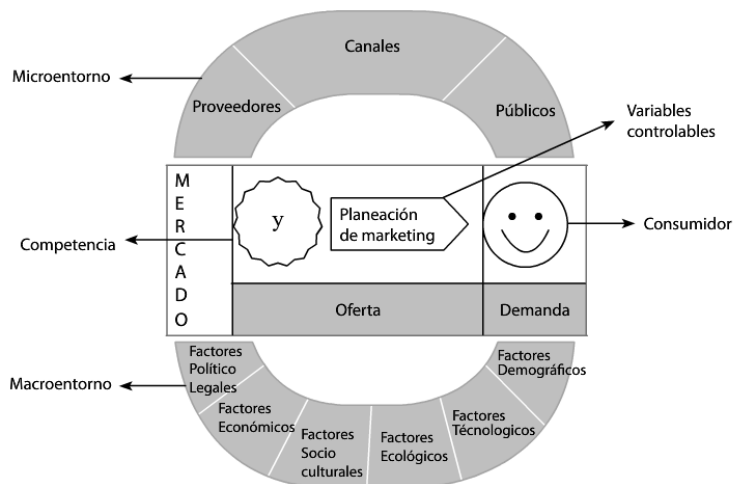 Canales
Microentorno
Proveedores
Públicos
Variables
controlables
M
E
R
C
A
D
O
y
Planeación
de marketing
Consumidor
Competencia
Oferta
Demanda
Macroentorno
Factores
Político
Legales
Factores
Económicos
Factores
Socio
culturales
Factores
Ecológicos
Factores
Técnologicos
Factores
Demográficos